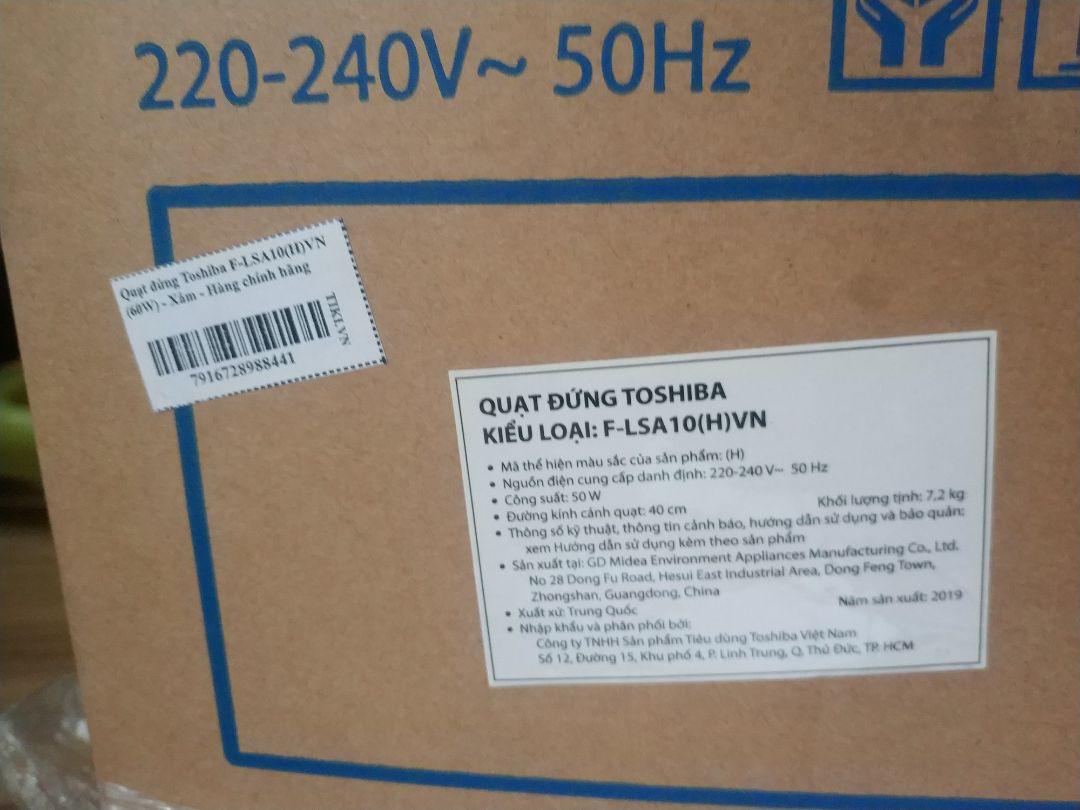 220-240V~ 50Hz
Quạt đứng Toshiba F-LSA10(H)VN
(60W) - Xám - Hàng chính hãng
TIKI.VN
7916728988441
QUẠT ĐỨNG TOSHIBA
KIỂU LOẠI: F-LSA10(H)VN
• Mã thể hiện màu sắc của sản phẩm: (H)
• Nguồn điện cung cấp danh định: 220-240 V~ 50 Hz
• Công suất: 50 W
Khối lượng tịnh: 7,2 kg
• Đường kính cánh quạt: 40 cm
• Thông số kỹ thuật, thông tin cảnh báo, hướng dẫn sử dụng và bảo quản:
xem Hướng dẫn sử dụng kèm theo sản phẩm
• Sản xuất tại: GD Midea Environment Appliances Manufacturing Co., Ltd.
No 28 Dong Fu Road, Hesui East Industrial Area, Dong Feng Town,
Zhongshan, Guangdong, China
Năm sản xuất: 2019
• Xuất xứ: Trung Quốc
• Nhập khẩu và phân phối bởi:
Công ty TNHH Sản phẩm Tiêu dùng Toshiba Việt Nam
Số 12, Đường 15, Khu phố 4, P. Linh Trung, Q. Thủ Đức, TP. HCM